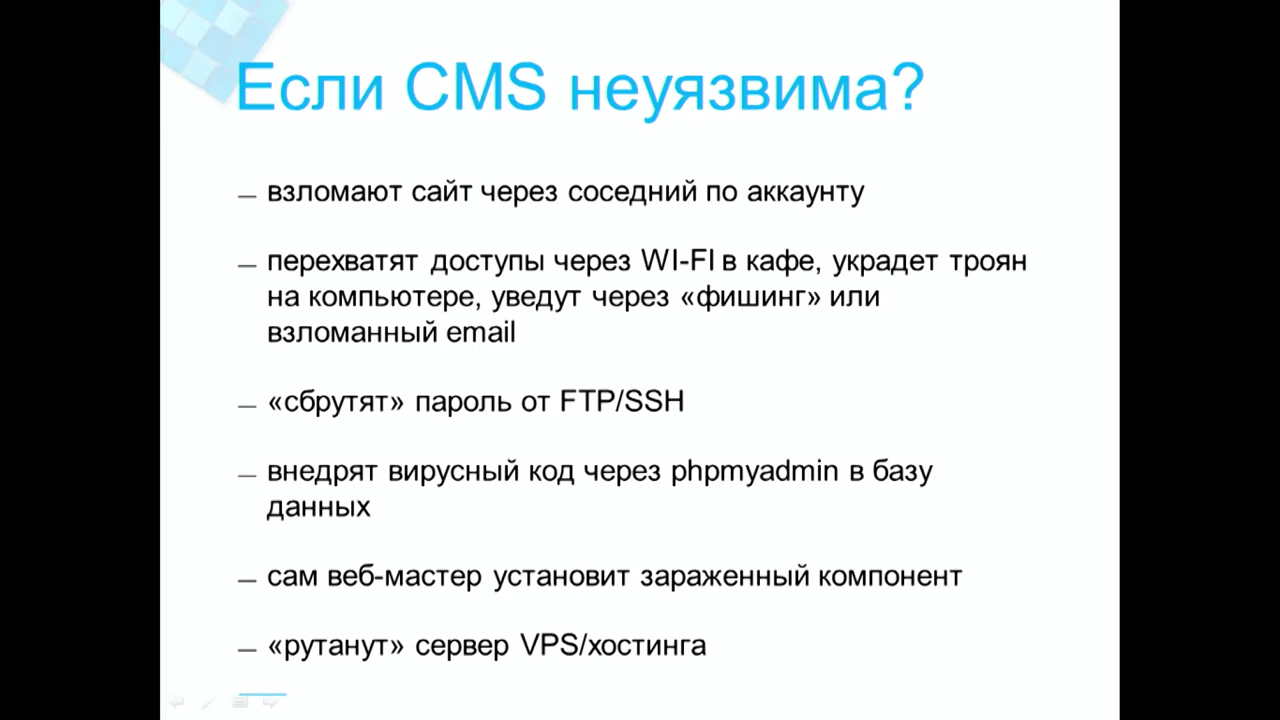 Если CMS неуязвима?
— взломают сайт через соседний по аккаунту
— перехватят доступы через WI-FI в кафе, украдет троян
на компьютере, уведут через «фишинг» или
взломанный email
— «сбрутят» пароль от FTP/SSH
— внедрят вирусный код через phpmyadmin в базу
данных
— сам веб-мастер установит зараженный компонент
— «рутанут» сервер VPS/хостинга